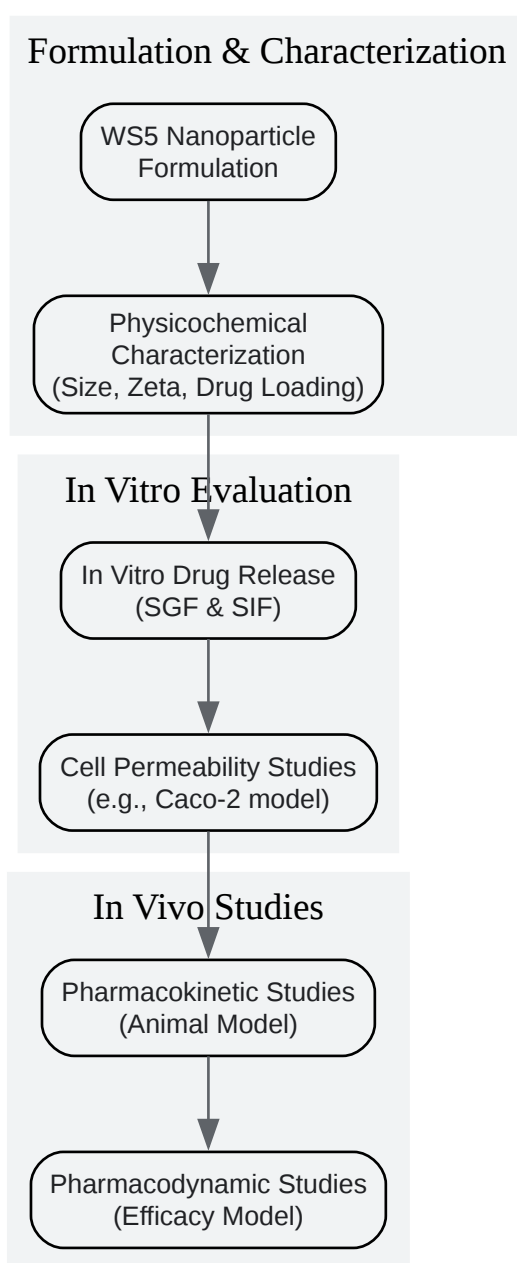 Formulation & Characterization
WS5 Nanoparticle
Formulation
Physicochemical
Characterization
(Size, Zeta, Drug Loading)
In Vitro Evaluation
In Vitro Drug Release
(SGF & SIF)
Cell Permeability Studies
(e.g., Caco-2 model)
In Vivo Studies
Pharmacokinetic Studies
(Animal Model)
Pharmacodynamic Studies
(Efficacy Model)